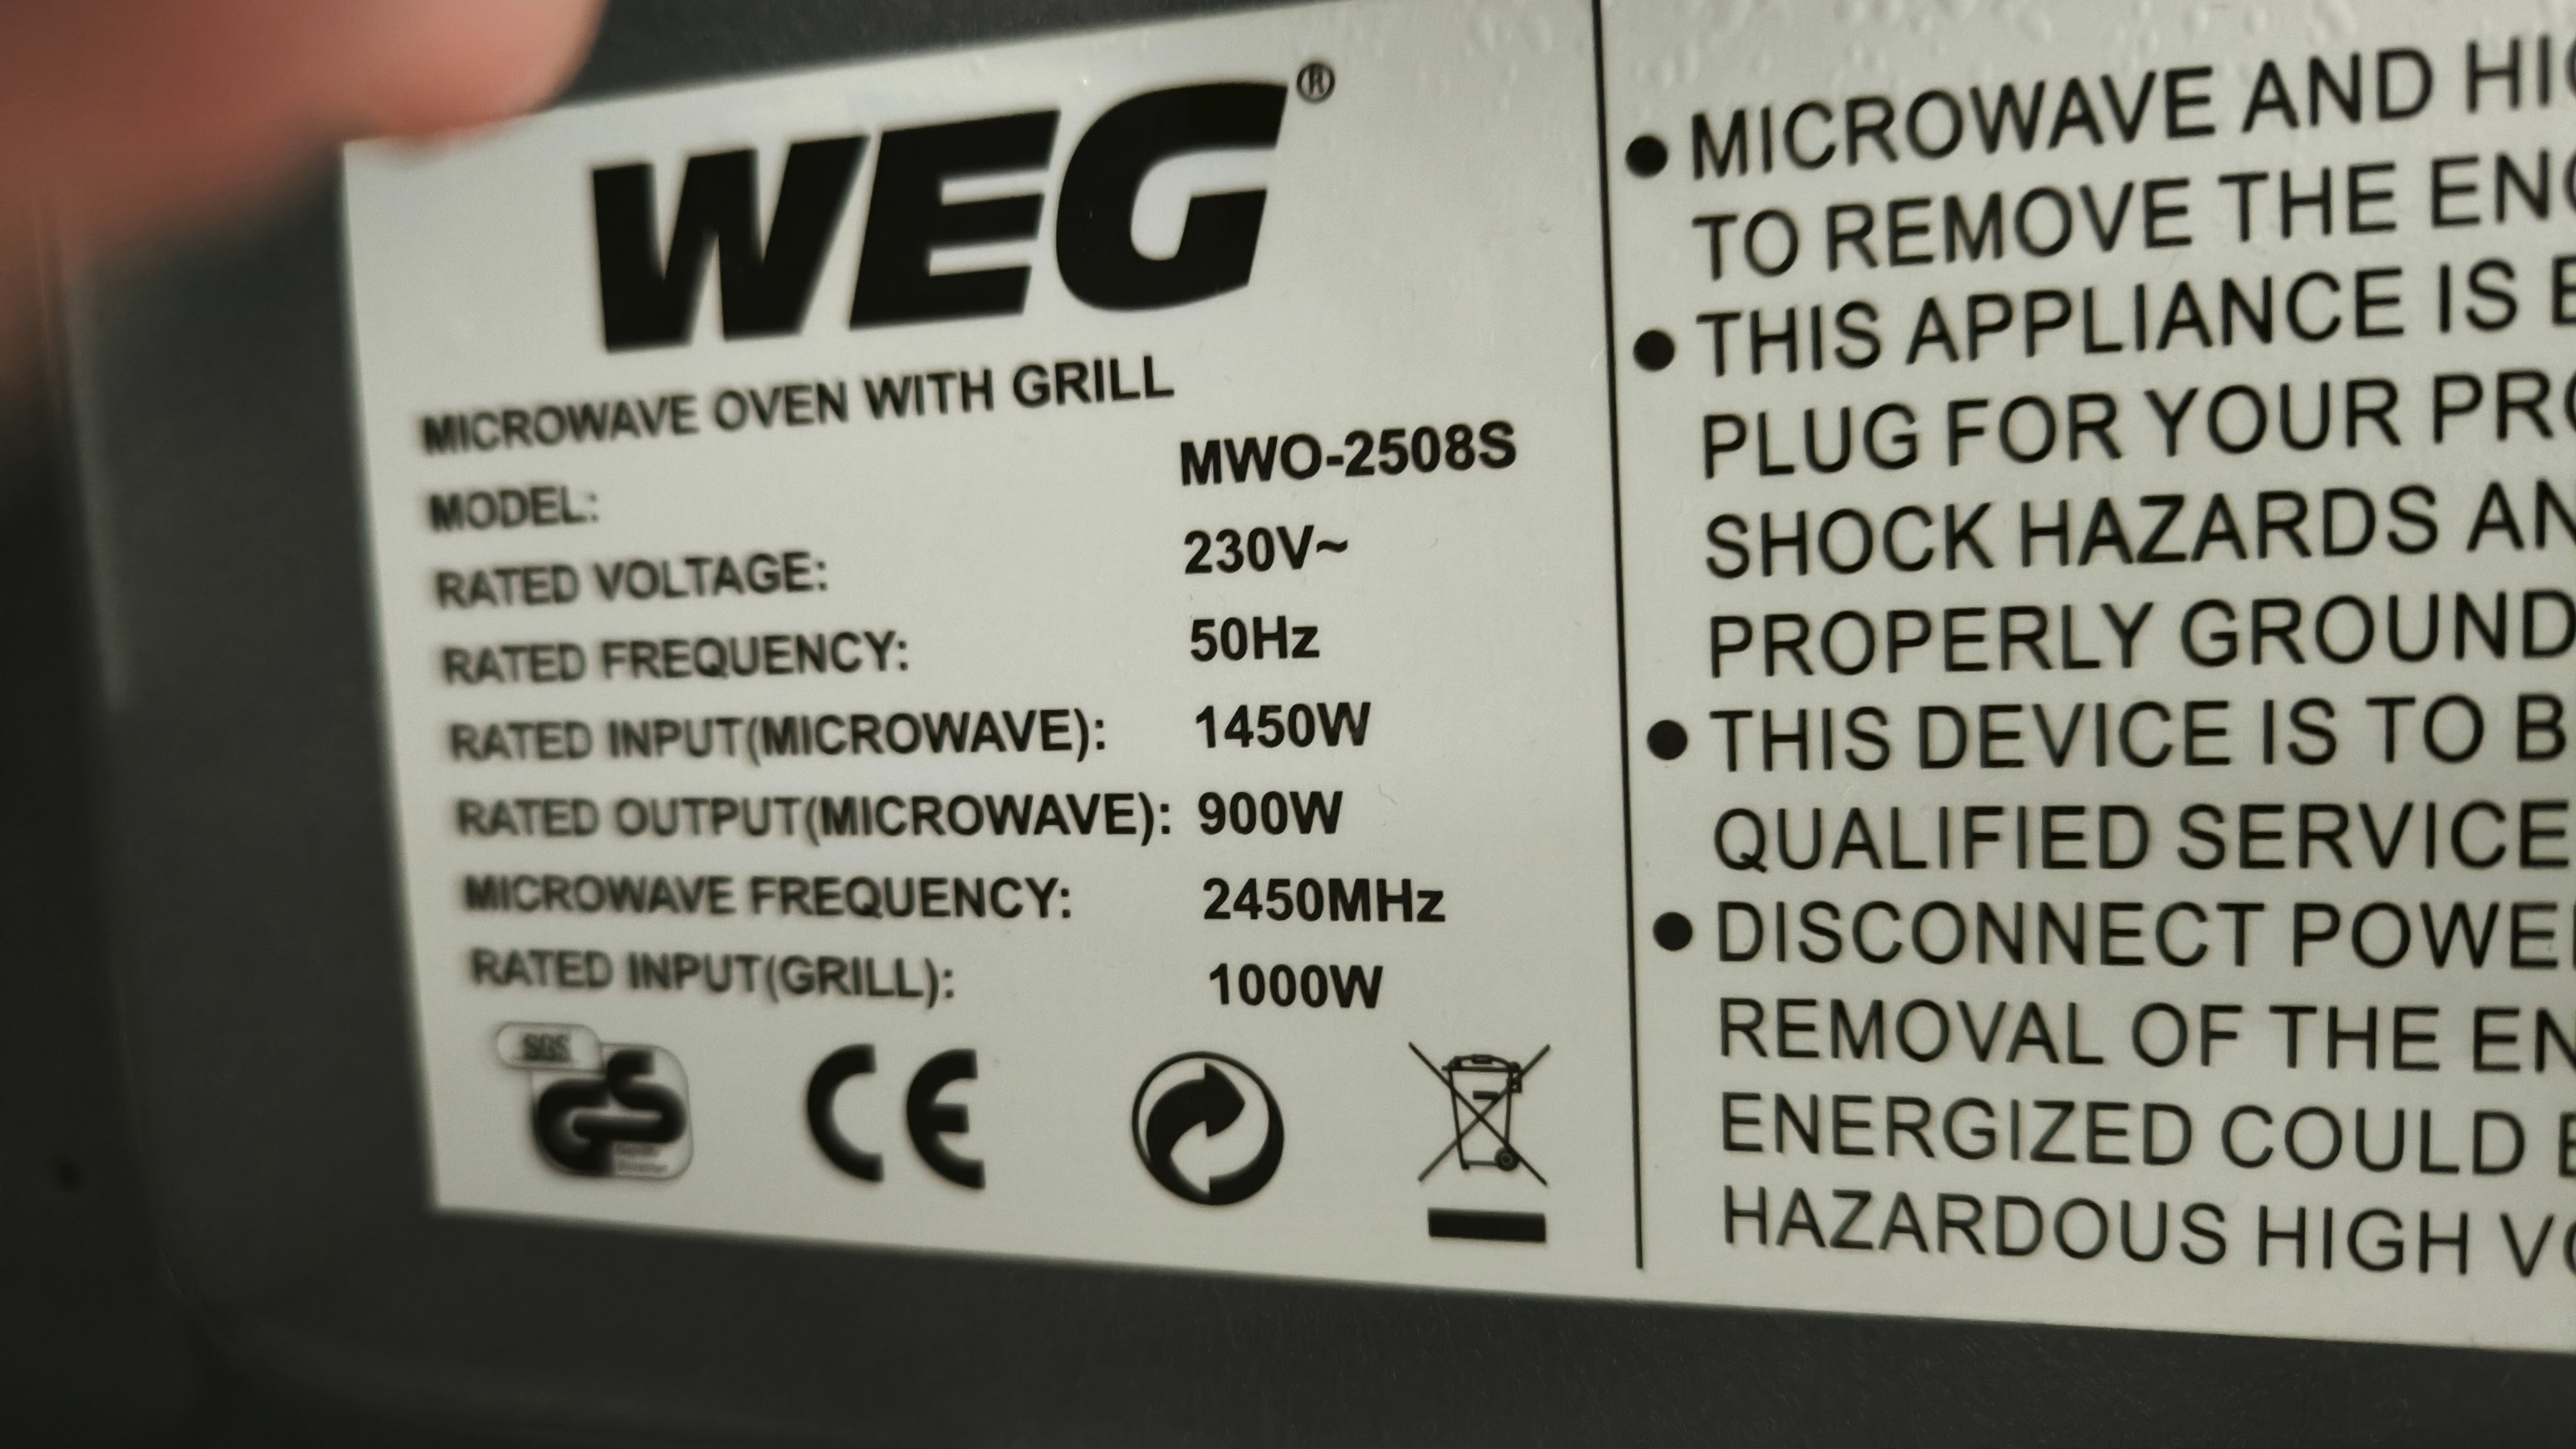 WEG®
MICROWAVE OVEN WITH GRILL
MODEL: MWO-2508S
RATED VOLTAGE: 230V~
RATED FREQUENCY: 50Hz
RATED INPUT(MICROWAVE): 1450W
RATED OUTPUT(MICROWAVE): 900W
MICROWAVE FREQUENCY: 2450MHz
RATED INPUT(GRILL): 1000W
SGS
GS
CE
• MICROWAVE AND
TO REMOVE THE
• THIS APPLIANCE IS
PLUG FOR YOUR
SHOCK HAZARDS
PROPERLY GROUND
• THIS DEVICE IS TO
QUALIFIED SERVICE
• DISCONNECT
REMOVAL OF THE
ENERGIZED COULD
HAZARDOUS HIGH